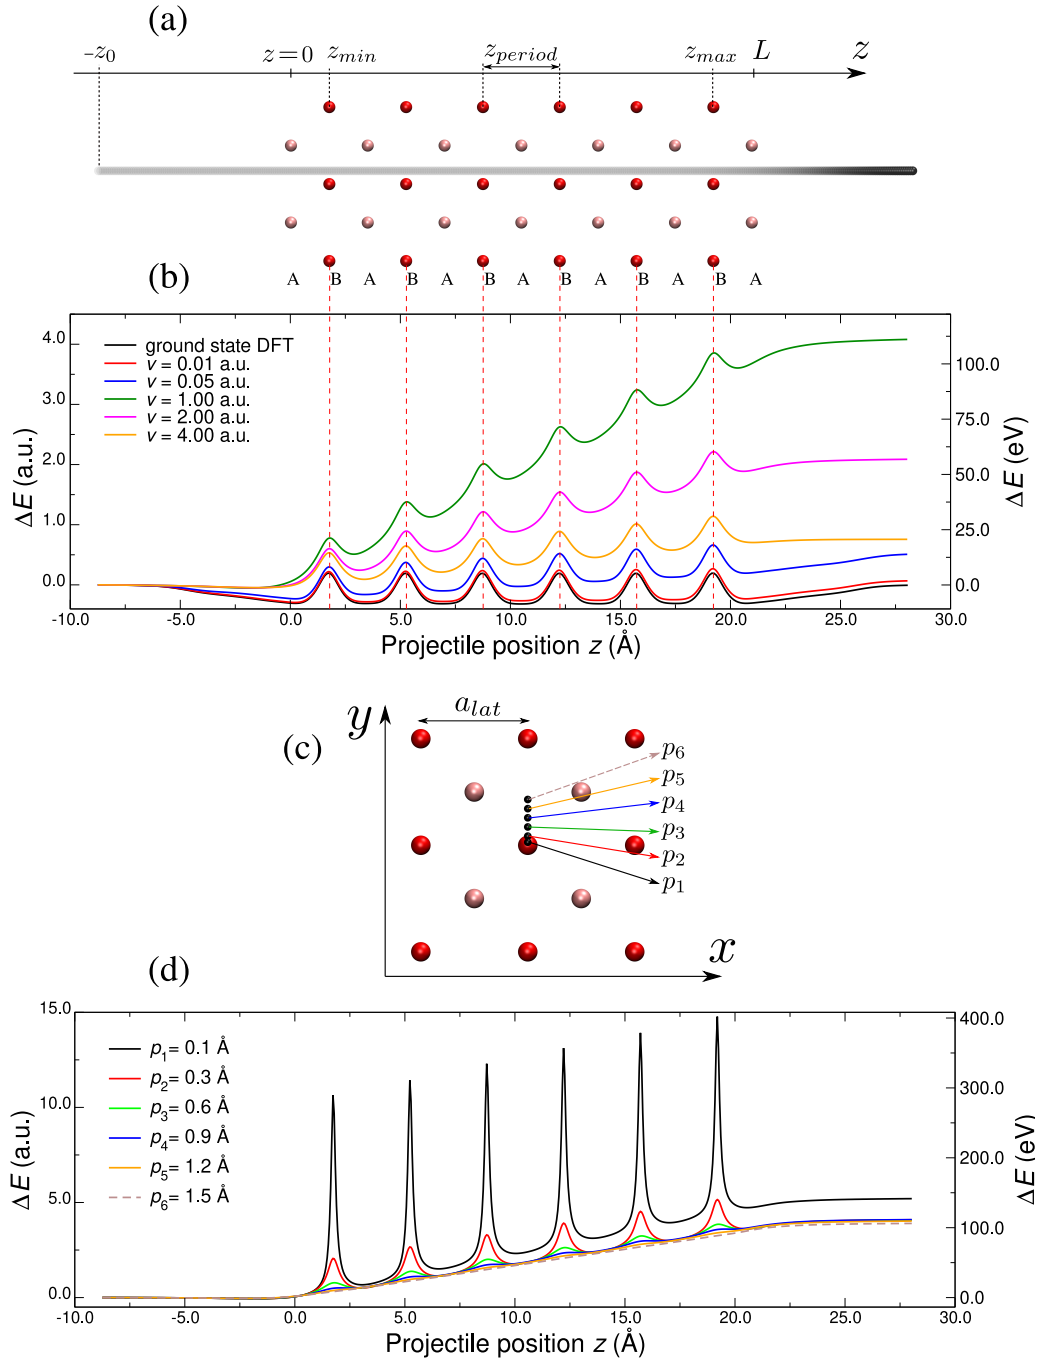 (a)
-z0 z=0 zmin zperiod zmax L z
(b) A B A B A B A B A B A B A
4.0
3.0
2.0
1.0
0.0
ΔE (a.u.)
ground state DFT
v = 0.01 a.u.
v = 0.05 a.u.
v = 1.00 a.u.
v = 2.00 a.u.
v = 4.00 a.u.
100.0
75.0
50.0
25.0
0.0
ΔE (eV)
-10.0 -5.0 0.0 5.0 10.0 15.0 20.0 25.0 30.0
Projectile position z (Å)
(c)
y
alat
p6
p5
p4
p3
p2
p1
x
(d)
15.0
10.0
5.0
0.0
ΔE (a.u.)
p1= 0.1 Å
p2= 0.3 Å
p3= 0.6 Å
p4= 0.9 Å
p5= 1.2 Å
p6= 1.5 Å
400.0
300.0
200.0
100.0
0.0
ΔE (eV)
-10.0 -5.0 0.0 5.0 10.0 15.0 20.0 25.0 30.0
Projectile position z (Å)